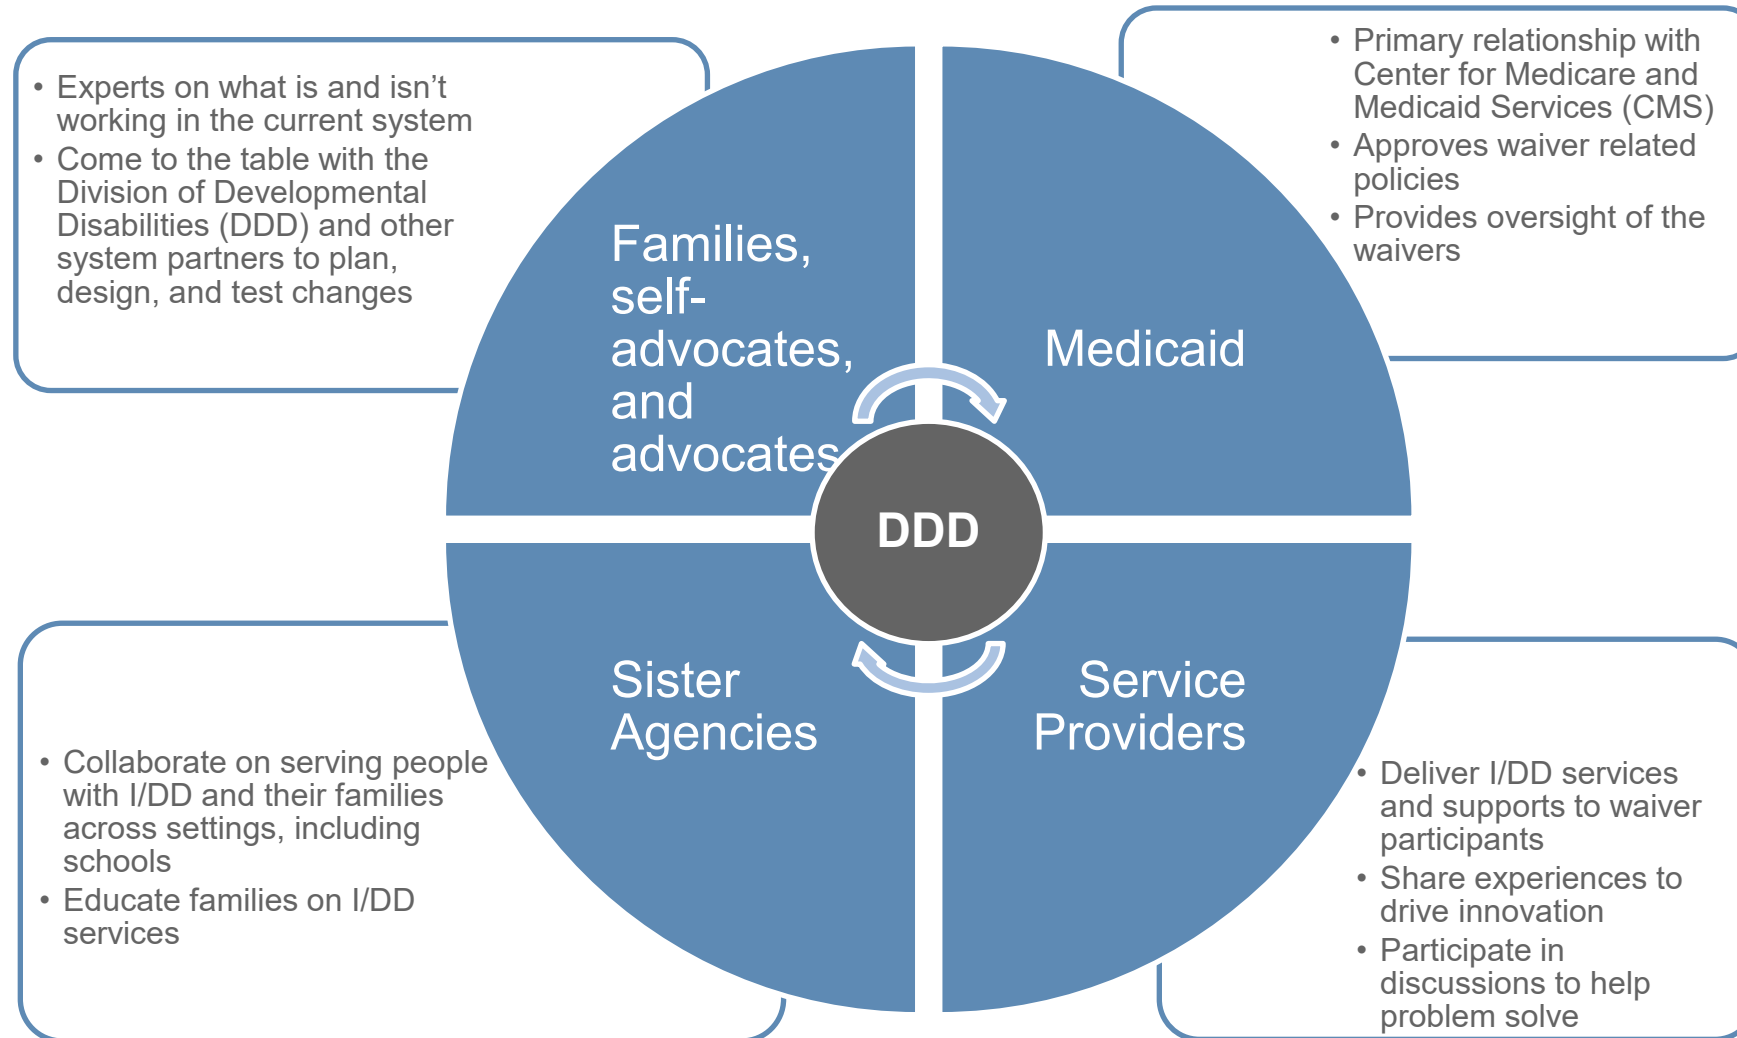 • Experts on what is and isn’t
working in the current system
• Come to the table with the
Division of Developmental
Disabilities (DDD) and other
system partners to plan,
design, and test changes
Families,
self-
advocates,
and
advocates
Medicaid
• Primary relationship with
Center for Medicare and
Medicaid Services (CMS)
• Approves waiver related
policies
• Provides oversight of the
waivers
DDD
Sister
Agencies
• Collaborate on serving people
with I/DD and their families
across settings, including
schools
• Educate families on I/DD
services
Service
Providers
• Deliver I/DD services
and supports to waiver
participants
• Share experiences to
drive innovation
• Participate in
discussions to help
problem solve